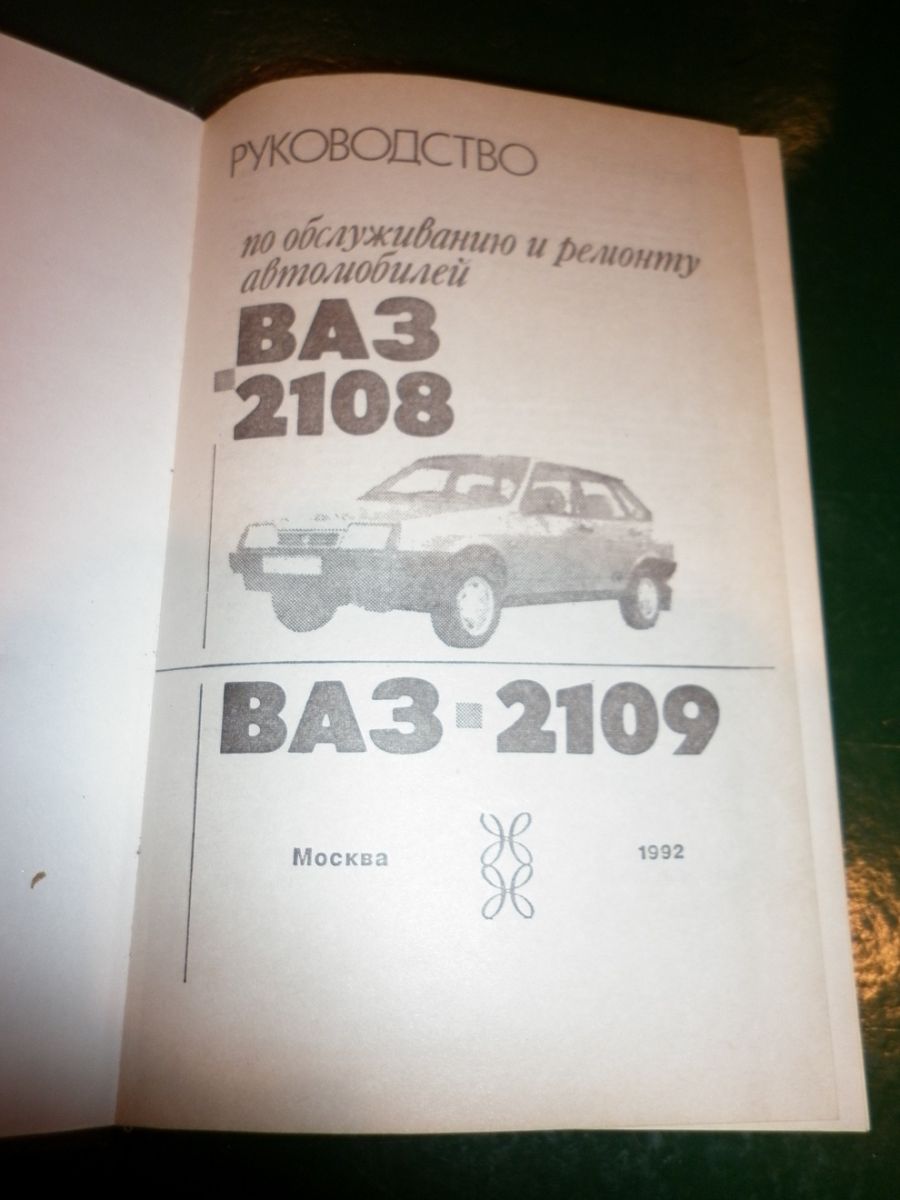 РУКОВОДСТВО
по обслуживанию и ремонту
автомобилей
ВАЗ
2108
ВАЗ 2109
Москва 1992